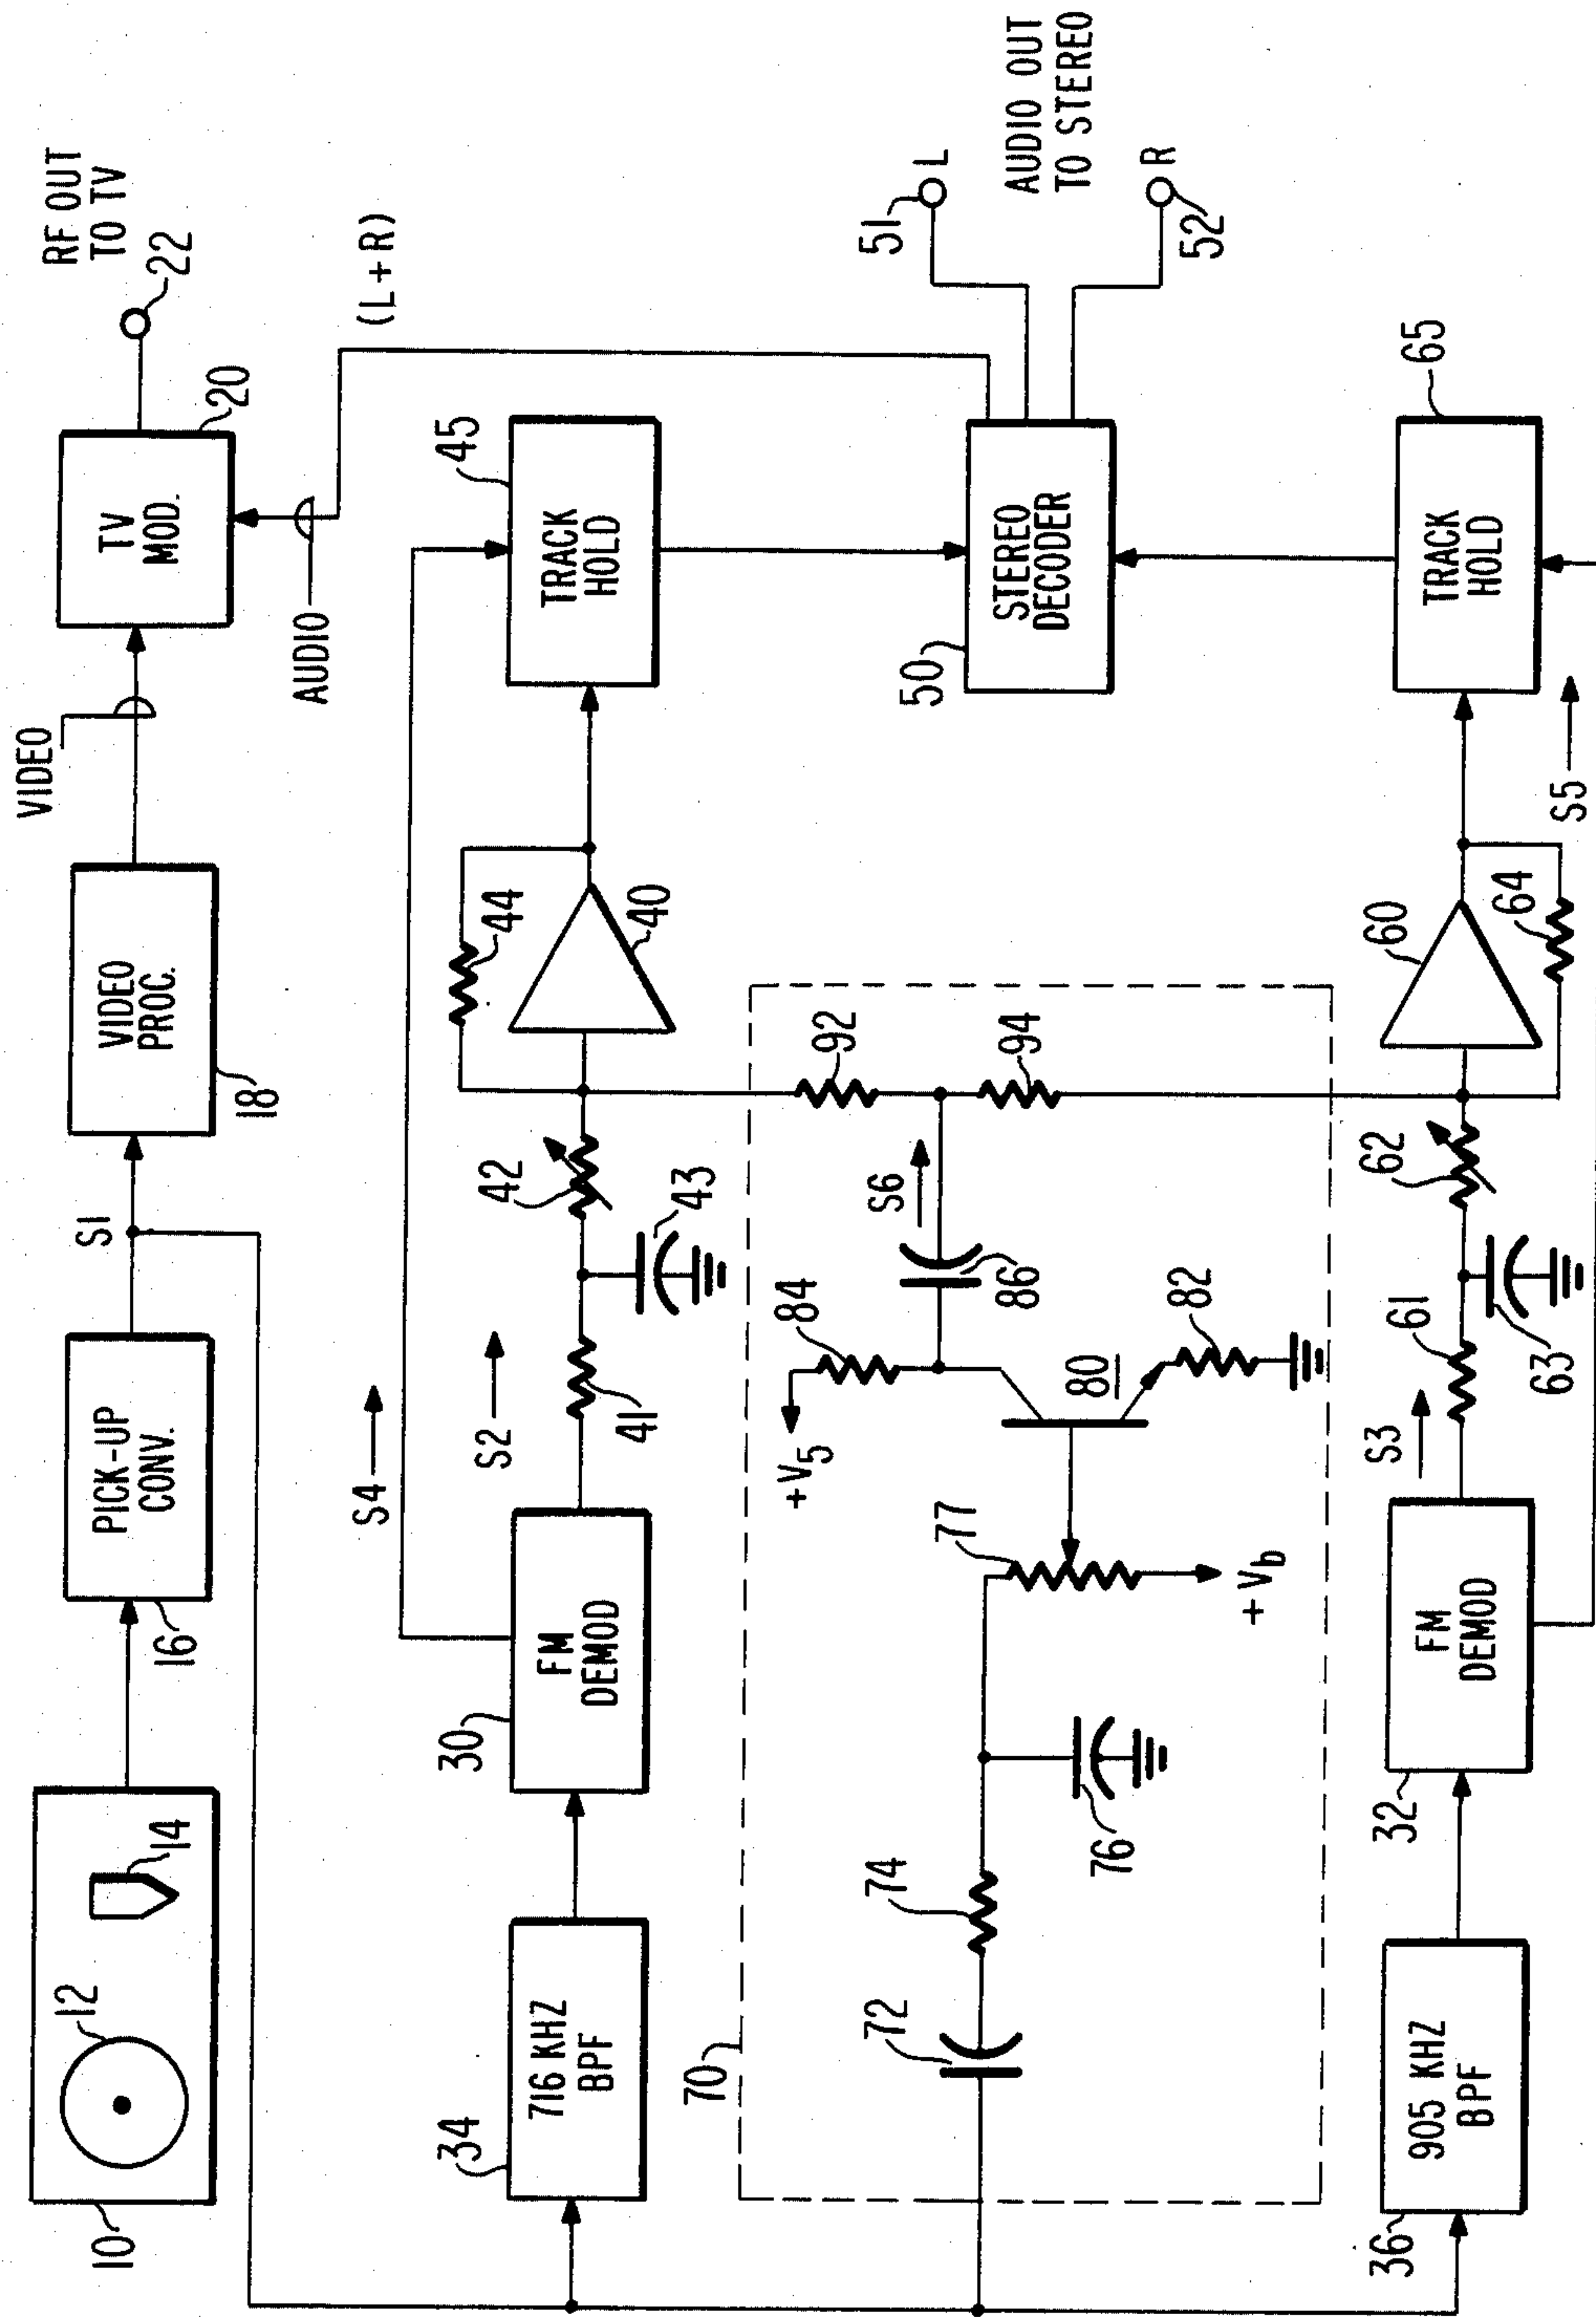 RF OUT
TO TV
22
VIDEO
S1
10
12
14
PICK-UP
CONV.
16
VIDEO
PROC.
18
TV
MOD.
20
AUDIO
(L+R)
S4
S2
34
716 KHZ
BPF
30
FM
DEMOD
41
42
43
44
40
45
TRACK
HOLD
70
72
74
76
77
+Vb
+V5
84
80
82
86
S6
92
94
50
STEREO
DECODER
51
L
AUDIO OUT
TO STEREO
R
52
36
905 KHZ
BPF
32
FM
DEMOD
S3
61
63
62
60
64
TRACK
HOLD
65
S5